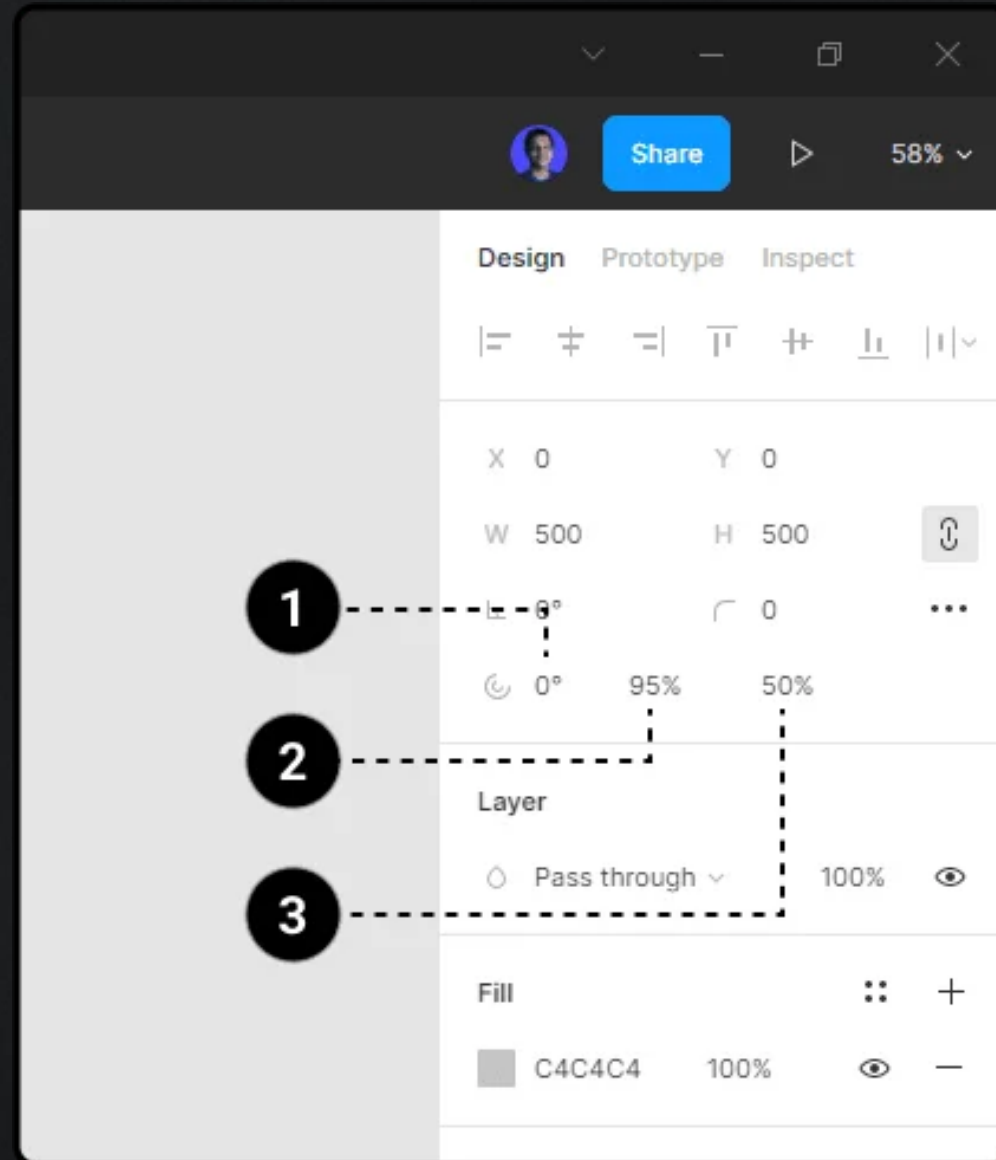 Share 58%
Design Prototype Inspect
X 0 Y 0
W 500 H 500
1 0° 0
0° 95% 50%
2
Layer
Pass through 100%
3
Fill
C4C4C4 100%